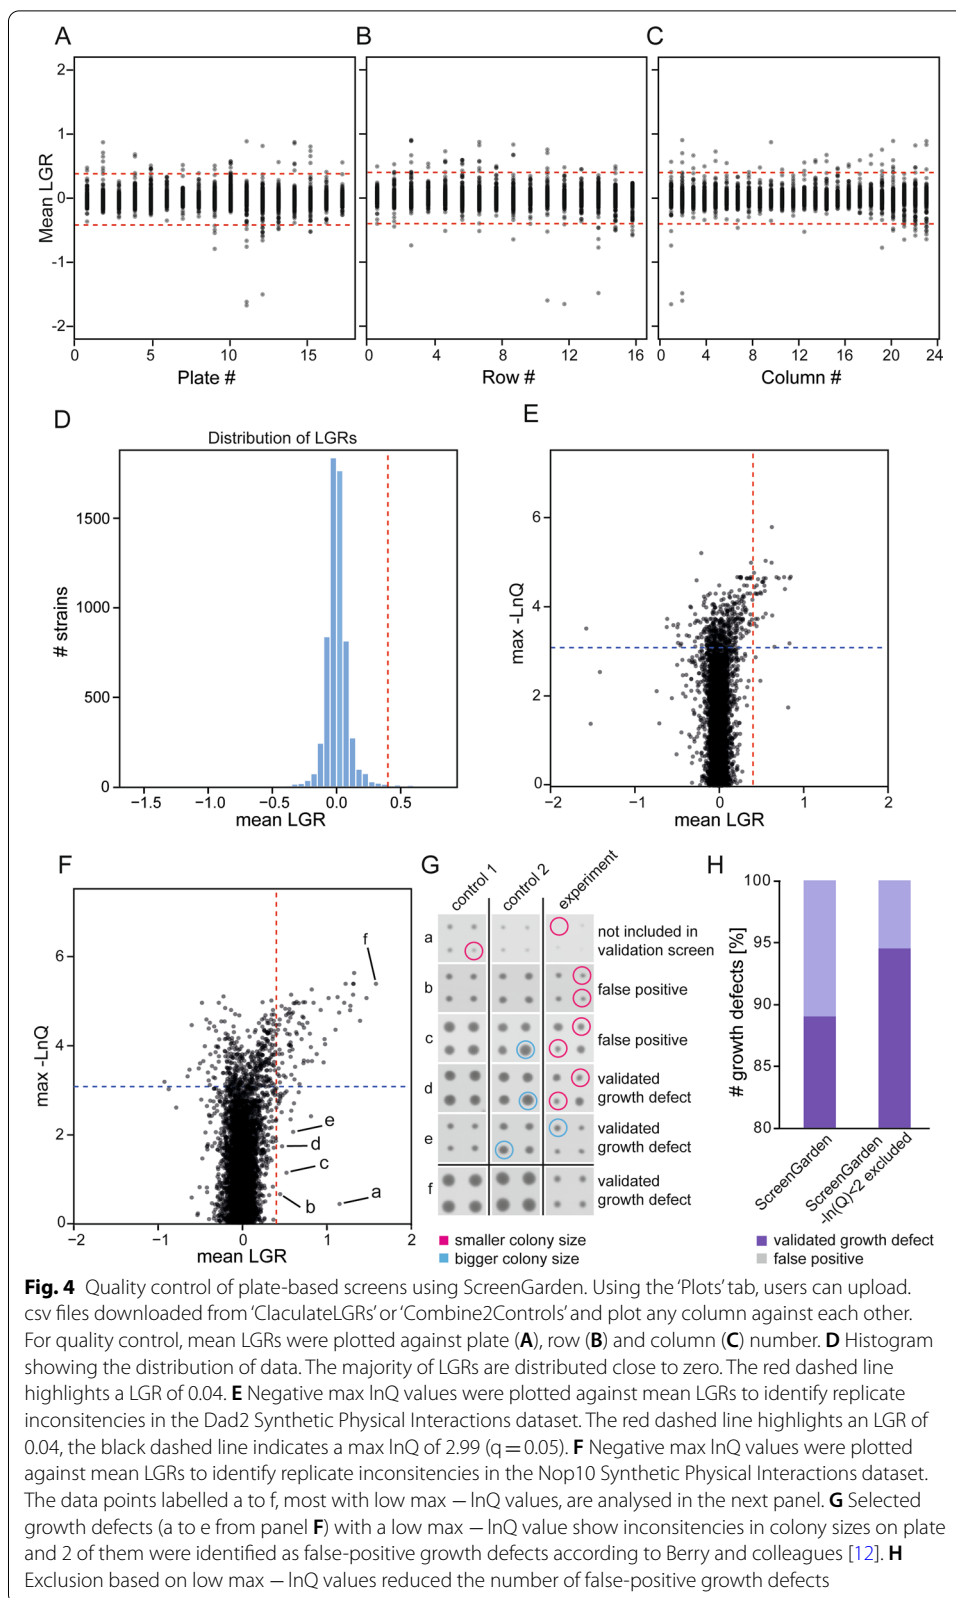 A
B
C
2
1
0
-1
-2
Mean LGR
0
5
10
15
Plate #
0
4
8
12
16
Row #
0
4
8
12
16
20
24
Column #
D
Distribution of LGRs
1500
1000
500
0
# strains
−1.5
−1.0
−0.5
0.0
0.5
mean LGR
E
6
4
2
0
max -LnQ
−2
−1
0
1
2
mean LGR
F
6
4
2
0
max -LnQ
f
e
d
c
b
a
−2
−1
0
1
2
mean LGR
G
control 1
control 2
experiment
a
not included in
validation screen
b
false positive
c
false positive
d
validated
growth defect
e
validated
growth defect
f
validated
growth defect
smaller colony size
bigger colony size
H
100
95
90
85
80
# growth defects [%]
ScreenGarden
ScreenGarden
-ln(Q)<2 excluded
validated growth defect
false positive
Fig. 4 Quality control of plate-based screens using ScreenGarden. Using the ‘Plots’ tab, users can upload.
csv files downloaded from ‘ClaculateLGRs’ or ‘Combine2Controls’ and plot any column against each other.
For quality control, mean LGRs were plotted against plate (A), row (B) and column (C) number. D Histogram
showing the distribution of data. The majority of LGRs are distributed close to zero. The red dashed line
highlights a LGR of 0.04. E Negative max lnQ values were plotted against mean LGRs to identify replicate
inconsitencies in the Dad2 Synthetic Physical Interactions dataset. The red dashed line highlights an LGR of
0.04, the black dashed line indicates a max lnQ of 2.99 (q = 0.05). F Negative max lnQ values were plotted
against mean LGRs to identify replicate inconsitencies in the Nop10 Synthetic Physical Interactions dataset.
The data points labelled a to f, most with low max − lnQ values, are analysed in the next panel. G Selected
growth defects (a to e from panel F) with a low max − lnQ value show inconsitencies in colony sizes on plate
and 2 of them were identified as false-positive growth defects according to Berry and colleagues [12]. H
Exclusion based on low max − lnQ values reduced the number of false-positive growth defects